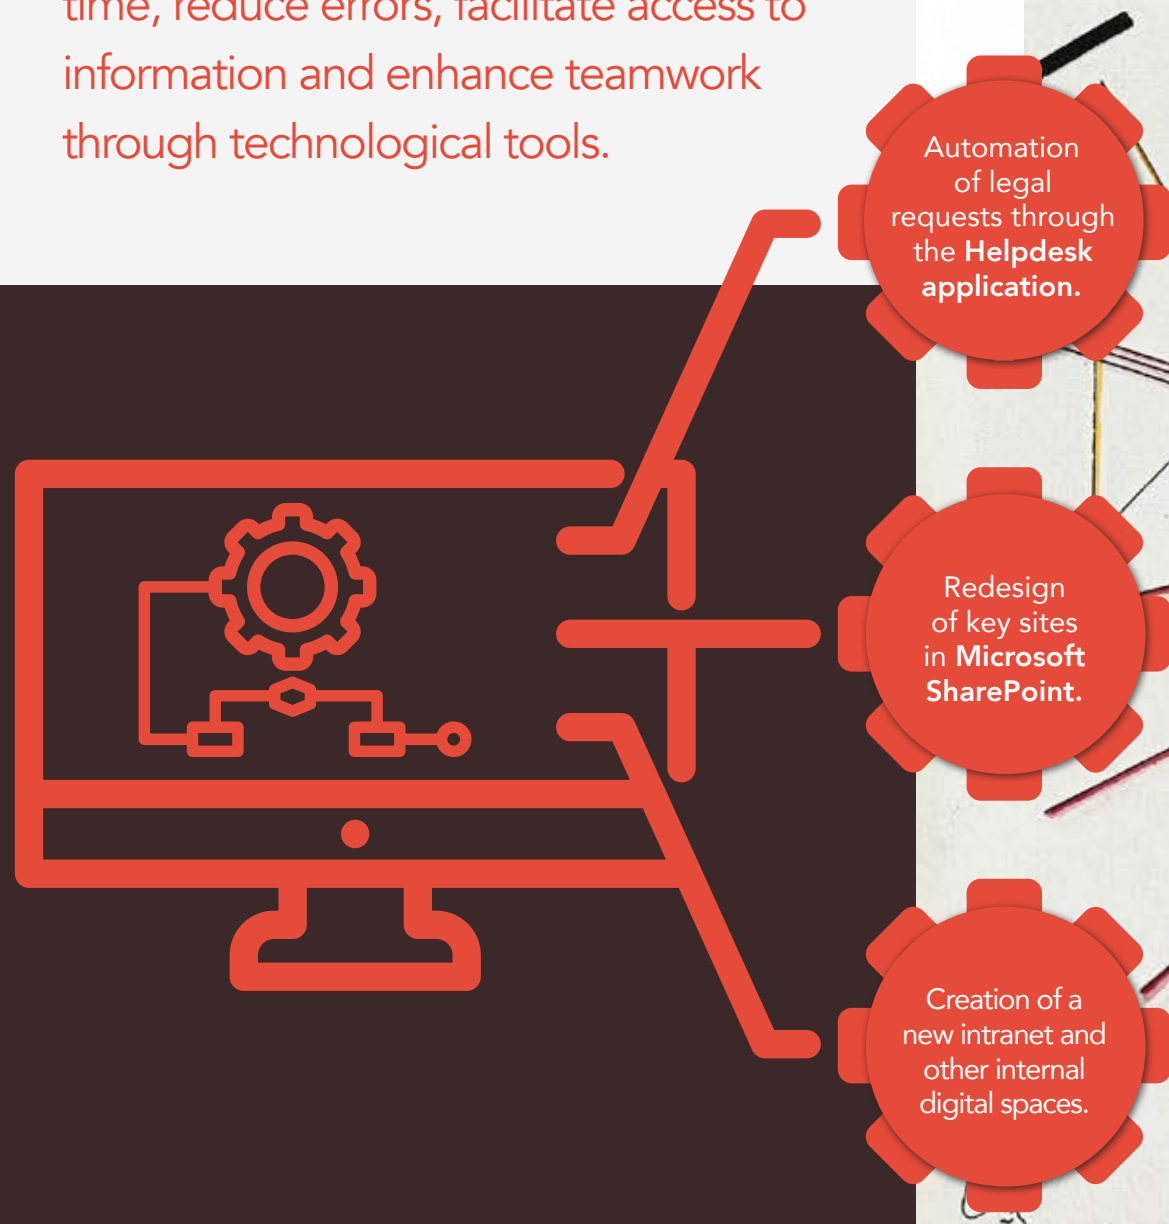 time, reduce errors, facilitate access to
information and enhance teamwork
through technological tools.
Automation
of legal
requests through
the Helpdesk
application.
Redesign
of key sites
in Microsoft
SharePoint.
Creation of a
new intranet and
other internal
digital spaces.